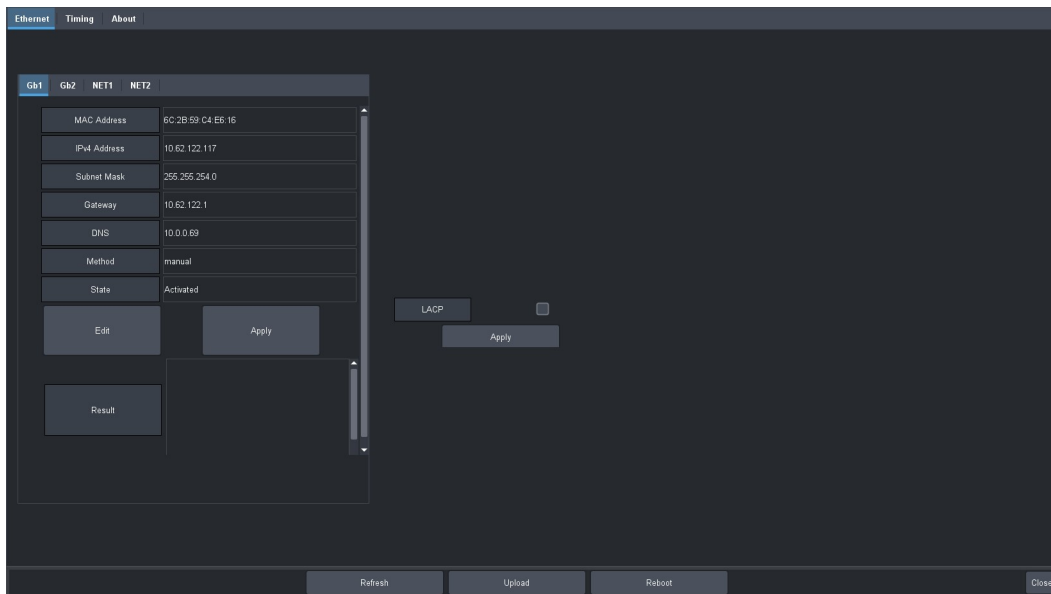 Ethernet Timing About
Gb1 Gb2 NET1 NET2
MAC Address 6C:2B:59:C4:E6:16
IPv4 Address 10.62.122.117
Subnet Mask 255.255.254.0
Gateway 10.62.122.1
DNS 10.0.0.69
Method manual
State Activated
LACP
Edit Apply
Apply
Result
Refresh Upload Reboot Close